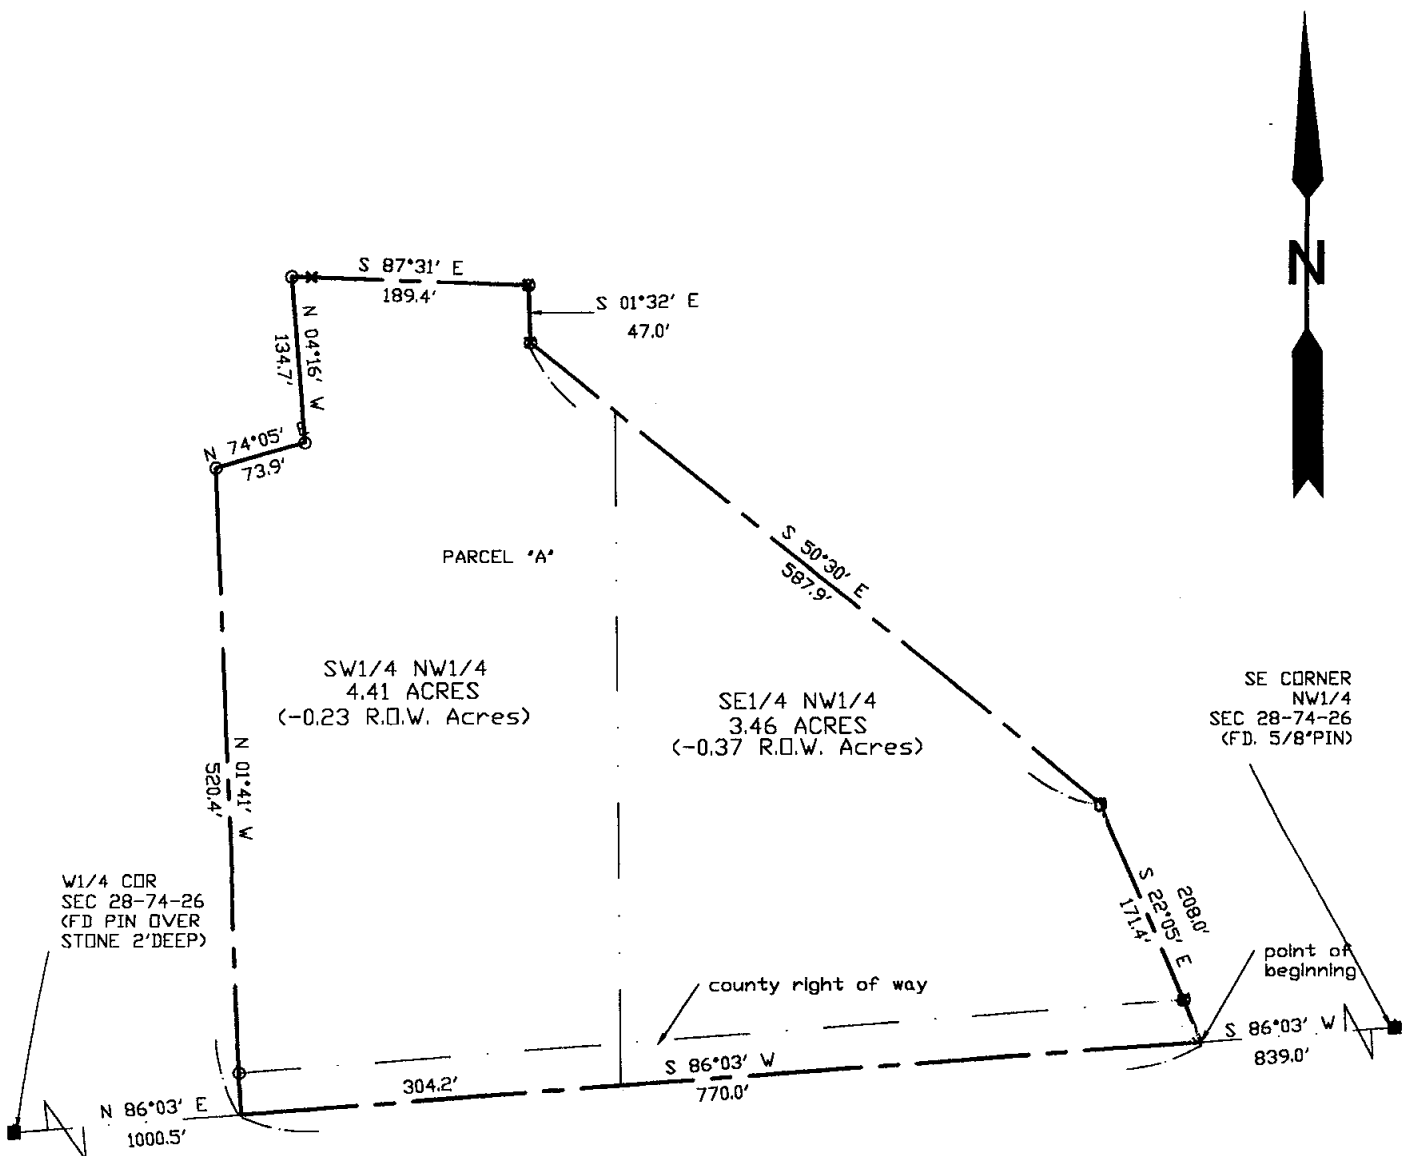 N
S 87°31' E
189.4'
S 01°32' E
47.0'
N 04°16' W
134.7'
N 74°05' E
73.9'
S 50°30' E
587.9'
PARCEL "A"
SW1/4 NW1/4
4.41 ACRES
(-0.23 R.O.W. Acres)
SE1/4 NW1/4
3.46 ACRES
(-0.37 R.O.W. Acres)
SE CORNER
NW1/4
SEC 28-74-26
(FD. 5/8"PIN)
N 01°41' W
520.4'
W1/4 COR
SEC 28-74-26
(FD PIN OVER
STONE 2'DEEP)
208.0'
S 22°05' E
171.4'
point of
beginning
county right of way
S 86°03' W
839.0'
S 86°03' W
770.0'
304.2'
N 86°03' E
1000.5'